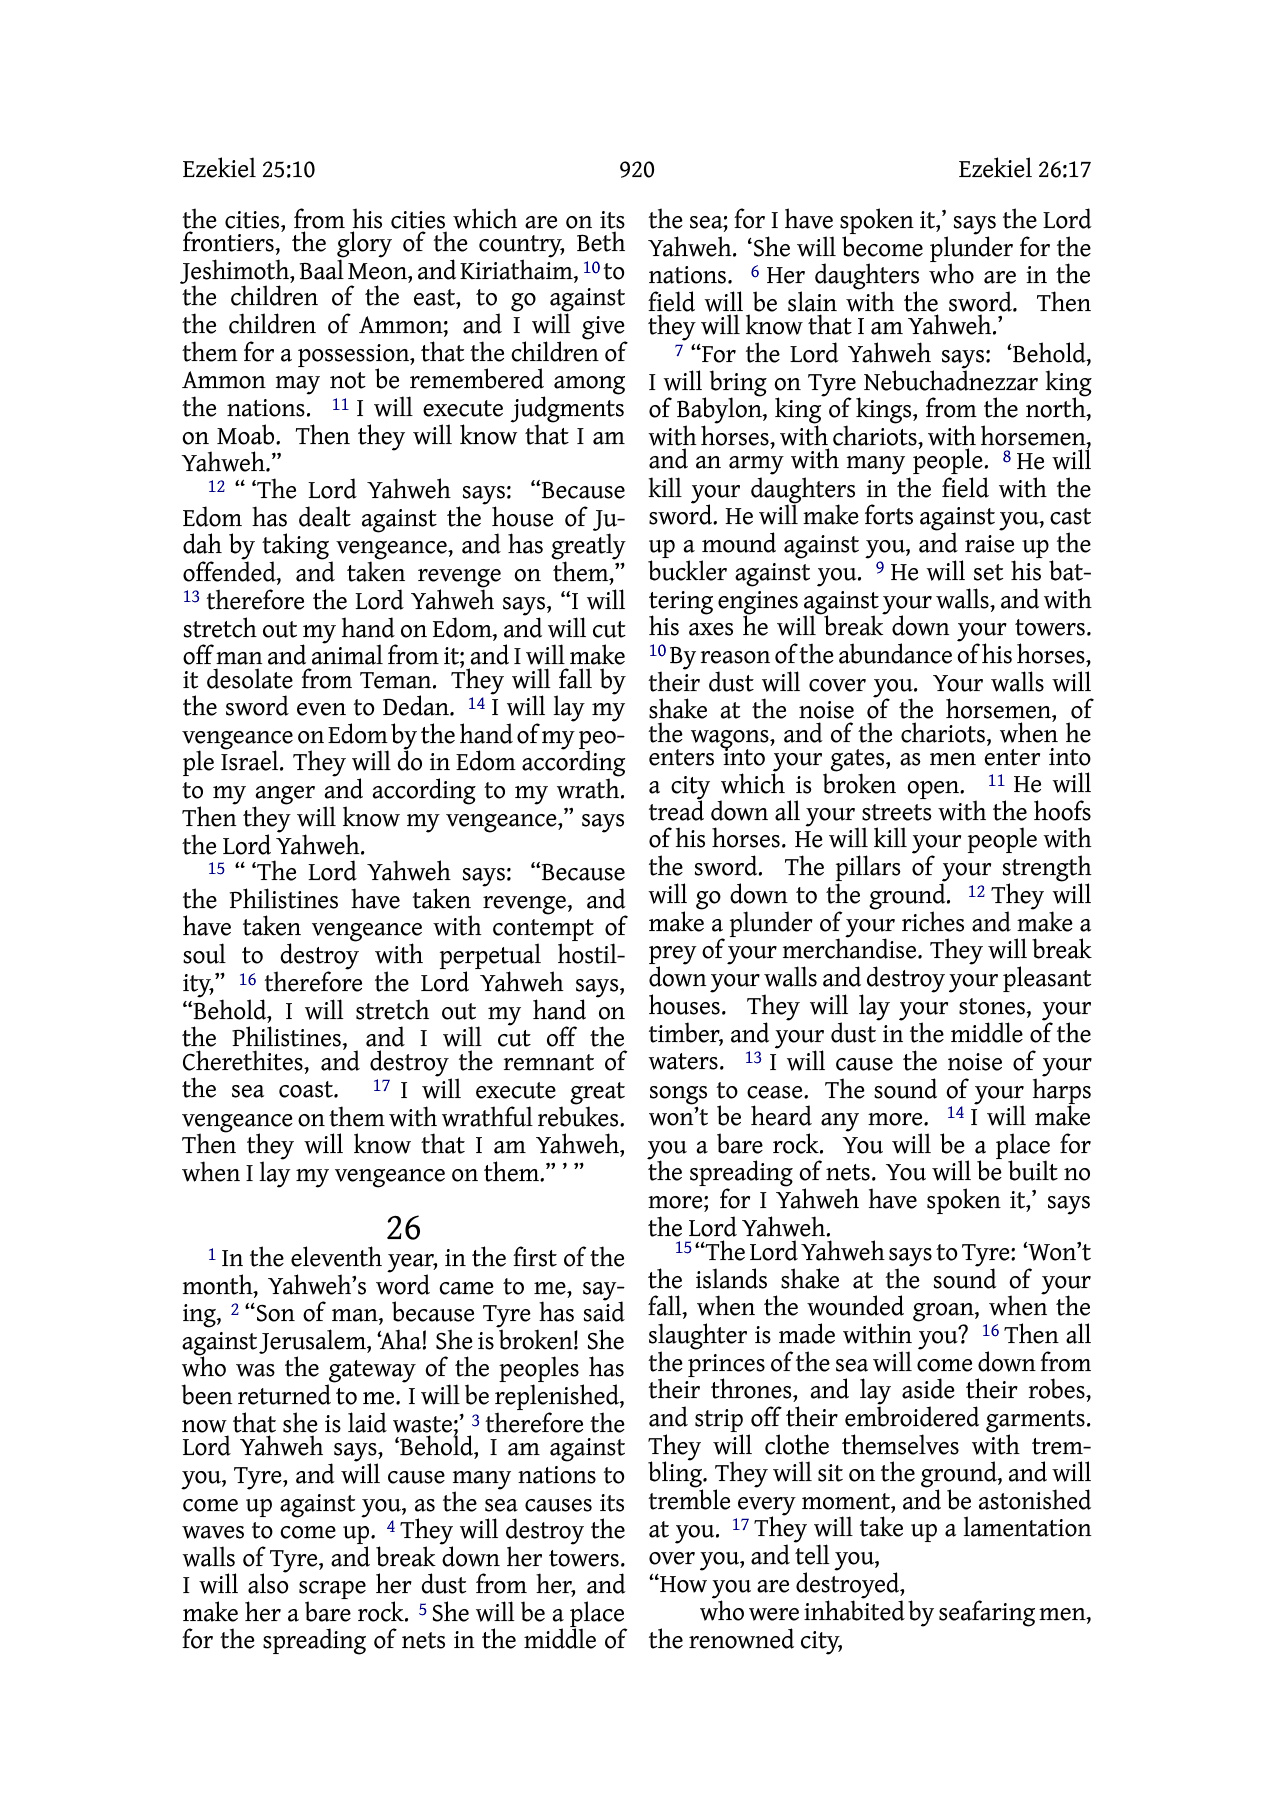 Ezekiel 25:10 920 Ezekiel 26:17
the cities, from his cities which are on its
frontiers, the glory of the country, Beth
Jeshimoth, Baal Meon, and Kiriathaim, 10 to
the children of the east, to go against
the children of Ammon; and I will give
them for a possession, that the children of
Ammon may not be remembered among
the nations. 11 I will execute judgments
on Moab. Then they will know that I am
Yahweh.”
12 “ ‘The Lord Yahweh says: “Because
Edom has dealt against the house of Ju-
dah by taking vengeance, and has greatly
offended, and taken revenge on them,”
13 therefore the Lord Yahweh says, “I will
stretch out my hand on Edom, and will cut
off man and animal from it; and I will make
it desolate from Teman. They will fall by
the sword even to Dedan. 14 I will lay my
vengeance on Edom by the hand of my peo-
ple Israel. They will do in Edom according
to my anger and according to my wrath.
Then they will know my vengeance,” says
the Lord Yahweh.
15 “ ‘The Lord Yahweh says: “Because
the Philistines have taken revenge, and
have taken vengeance with contempt of
soul to destroy with perpetual hostil-
ity,” 16 therefore the Lord Yahweh says,
“Behold, I will stretch out my hand on
the Philistines, and I will cut off the
Cherethites, and destroy the remnant of
the sea coast. 17 I will execute great
vengeance on them with wrathful rebukes.
Then they will know that I am Yahweh,
when I lay my vengeance on them.” ’ ”
26
1 In the eleventh year, in the first of the
month, Yahweh’s word came to me, say-
ing, 2 “Son of man, because Tyre has said
against Jerusalem, ‘Aha! She is broken! She
who was the gateway of the peoples has
been returned to me. I will be replenished,
now that she is laid waste;’ 3 therefore the
Lord Yahweh says, ‘Behold, I am against
you, Tyre, and will cause many nations to
come up against you, as the sea causes its
waves to come up. 4 They will destroy the
walls of Tyre, and break down her towers.
I will also scrape her dust from her, and
make her a bare rock. 5 She will be a place
for the spreading of nets in the middle of
the sea; for I have spoken it,’ says the Lord
Yahweh. ‘She will become plunder for the
nations. 6 Her daughters who are in the
field will be slain with the sword. Then
they will know that I am Yahweh.’
7 “For the Lord Yahweh says: ‘Behold,
I will bring on Tyre Nebuchadnezzar king
of Babylon, king of kings, from the north,
with horses, with chariots, with horsemen,
and an army with many people. 8 He will
kill your daughters in the field with the
sword. He will make forts against you, cast
up a mound against you, and raise up the
buckler against you. 9 He will set his bat-
tering engines against your walls, and with
his axes he will break down your towers.
10 By reason of the abundance of his horses,
their dust will cover you. Your walls will
shake at the noise of the horsemen, of
the wagons, and of the chariots, when he
enters into your gates, as men enter into
a city which is broken open. 11 He will
tread down all your streets with the hoofs
of his horses. He will kill your people with
the sword. The pillars of your strength
will go down to the ground. 12 They will
make a plunder of your riches and make a
prey of your merchandise. They will break
down your walls and destroy your pleasant
houses. They will lay your stones, your
timber, and your dust in the middle of the
waters. 13 I will cause the noise of your
songs to cease. The sound of your harps
won’t be heard any more. 14 I will make
you a bare rock. You will be a place for
the spreading of nets. You will be built no
more; for I Yahweh have spoken it,’ says
the Lord Yahweh.
15 “The Lord Yahweh says to Tyre: ‘Won’t
the islands shake at the sound of your
fall, when the wounded groan, when the
slaughter is made within you? 16 Then all
the princes of the sea will come down from
their thrones, and lay aside their robes,
and strip off their embroidered garments.
They will clothe themselves with trem-
bling. They will sit on the ground, and will
tremble every moment, and be astonished
at you. 17 They will take up a lamentation
over you, and tell you,
“How you are destroyed,
who were inhabited by seafaring men,
the renowned city,